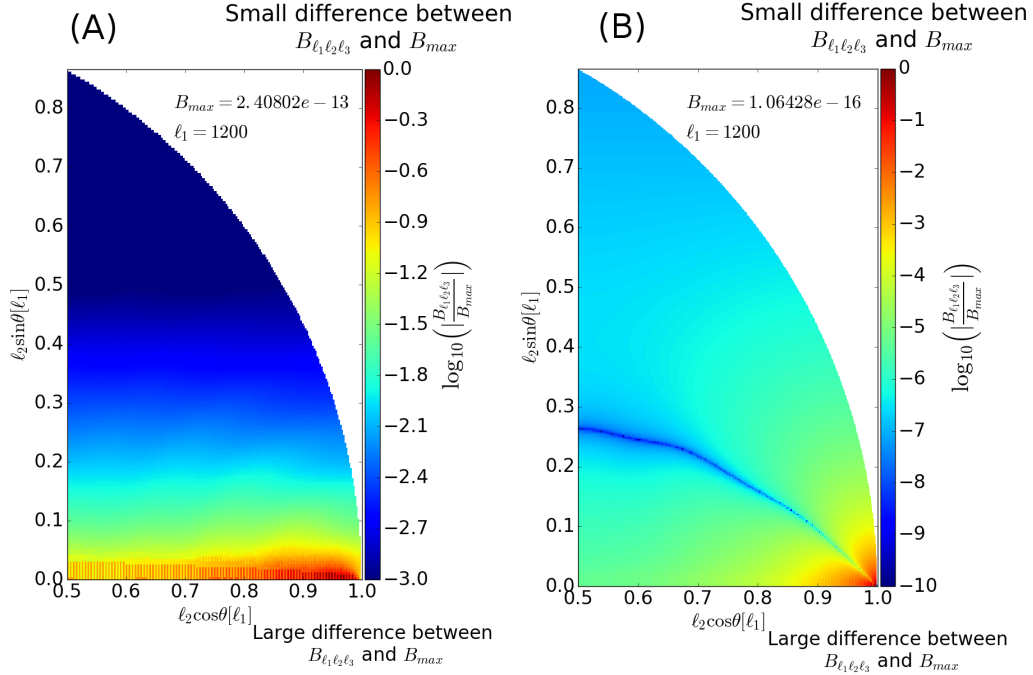 (A)
Small difference between
B_{ℓ1ℓ2ℓ3} and B_{max}
B_{max} = 2.40802e − 13
ℓ1 = 1200
0.8
0.7
0.6
0.5
0.4
0.3
0.2
0.1
0.0
ℓ2sinθ[ℓ1]
0.5 0.6 0.7 0.8 0.9 1.0
ℓ2cosθ[ℓ1]
0.0
−0.3
−0.6
−0.9
−1.2
−1.5
−1.8
−2.1
−2.4
−2.7
−3.0
log10(|B_{ℓ1ℓ2ℓ3}/B_{max}|)
Large difference between
B_{ℓ1ℓ2ℓ3} and B_{max}
(B)
Small difference between
B_{ℓ1ℓ2ℓ3} and B_{max}
B_{max} = 1.06428e − 16
ℓ1 = 1200
0.8
0.7
0.6
0.5
0.4
0.3
0.2
0.1
0.0
ℓ2sinθ[ℓ1]
0.5 0.6 0.7 0.8 0.9 1.0
ℓ2cosθ[ℓ1]
0
−1
−2
−3
−4
−5
−6
−7
−8
−9
−10
log10(|B_{ℓ1ℓ2ℓ3}/B_{max}|)
Large difference between
B_{ℓ1ℓ2ℓ3} and B_{max}